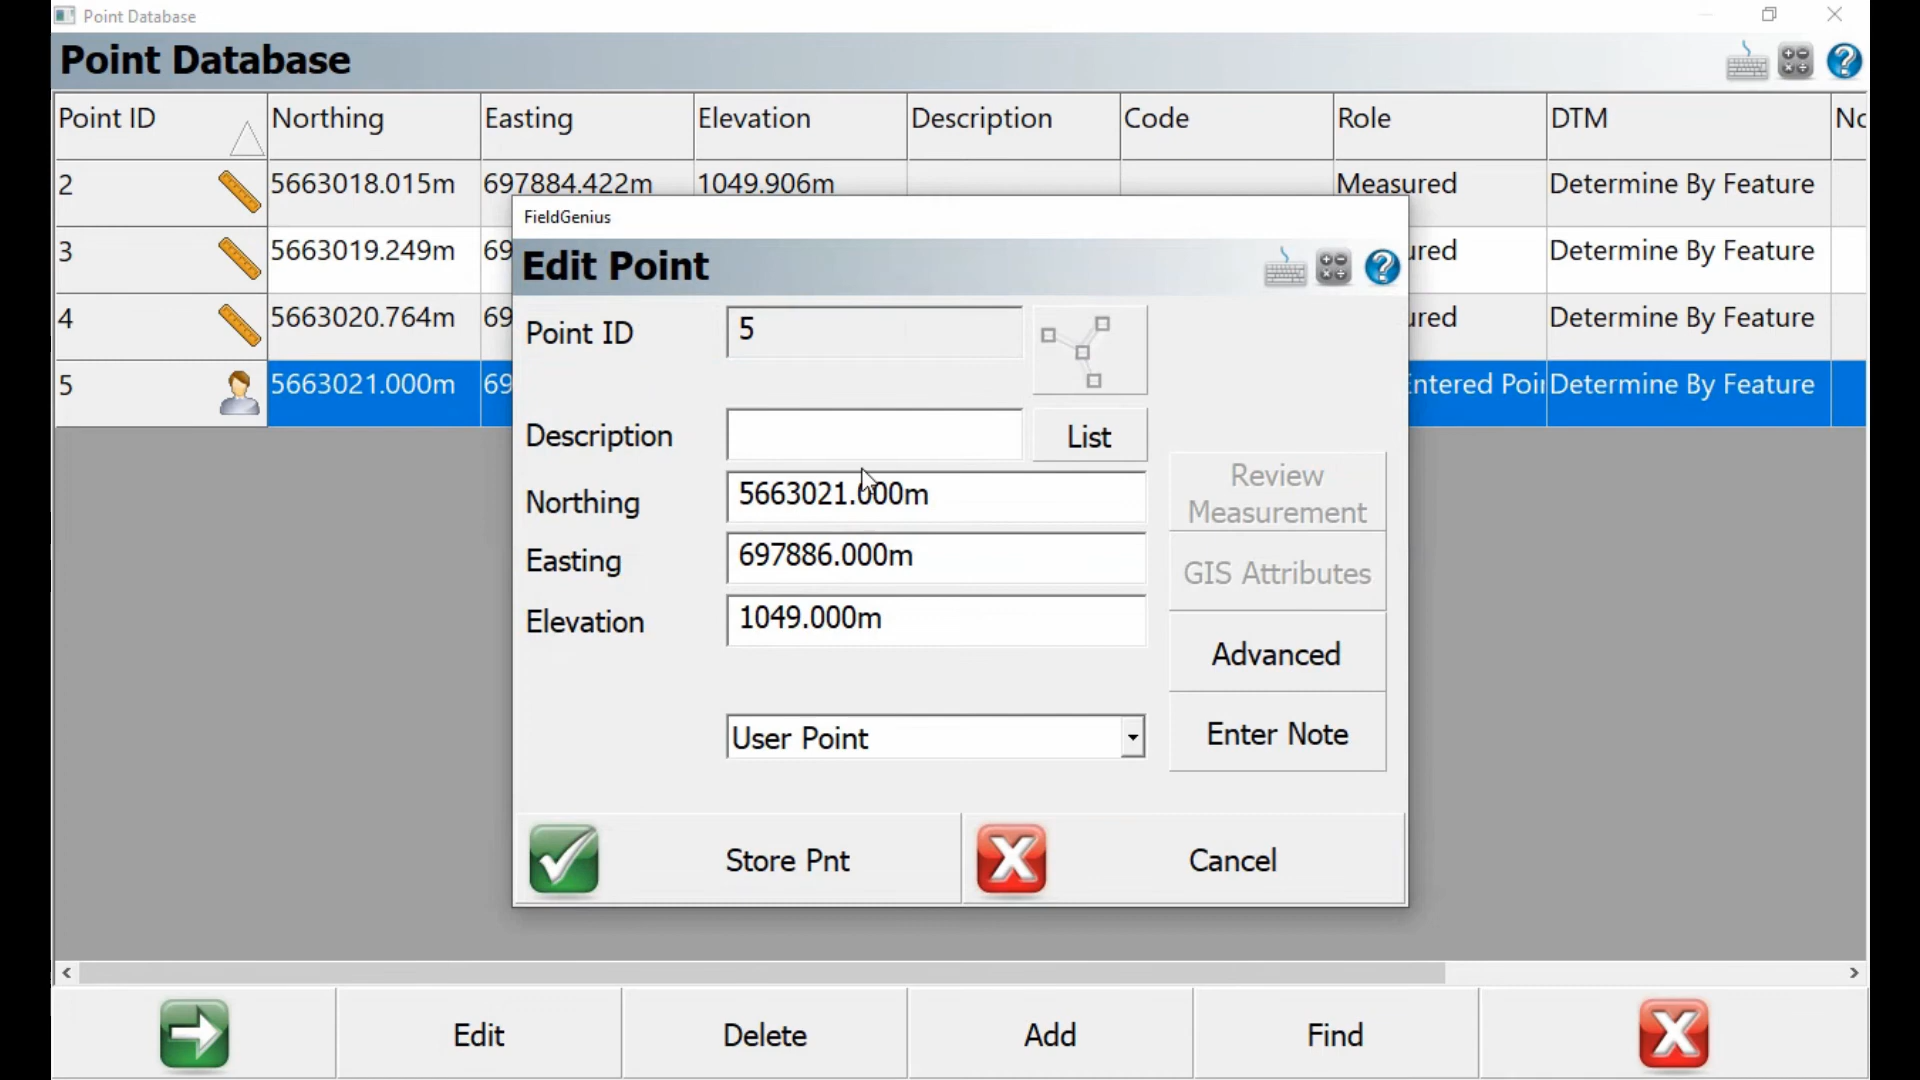 Point Database
Point Database
Point ID Northing Easting Elevation Description Code Role DTM
2 5663018.015m 697884.422m 1049.906m Measured Determine By Feature
3 5663019.249m Determine By Feature
4 5663020.764m Determine By Feature
5 5663021.000m Determine By Feature
FieldGenius
Edit Point
Point ID 5
Description List
Northing 5663021.000m
Easting 697886.000m
Elevation 1049.000m
User Point
Review
Measurement
GIS Attributes
Advanced
Enter Note
Store Pnt Cancel
Edit Delete Add Find